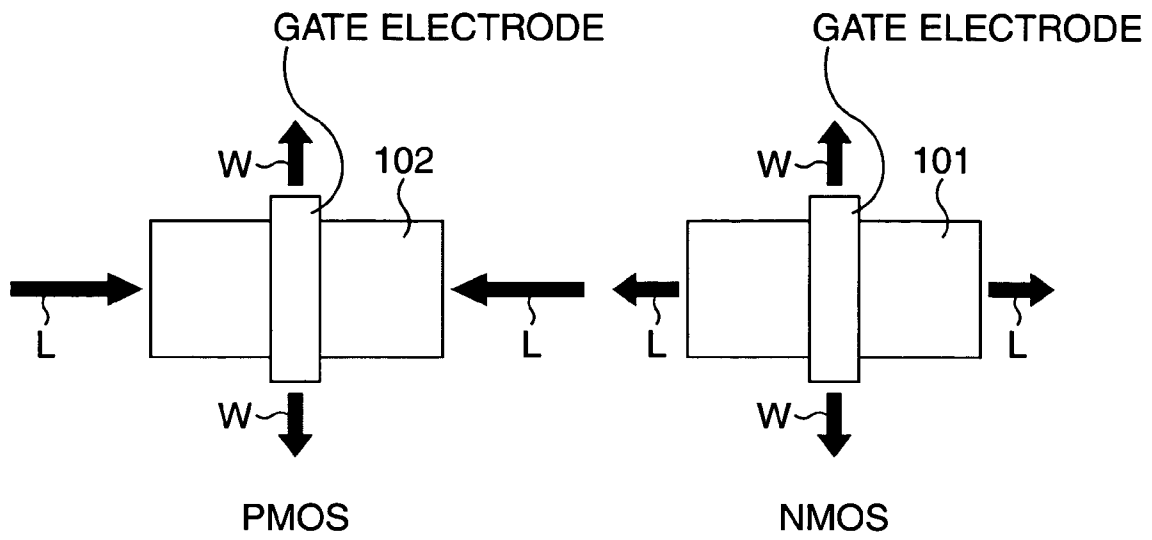 GATE ELECTRODE GATE ELECTRODE
W 102 W 101
L L L L
W W
PMOS NMOS